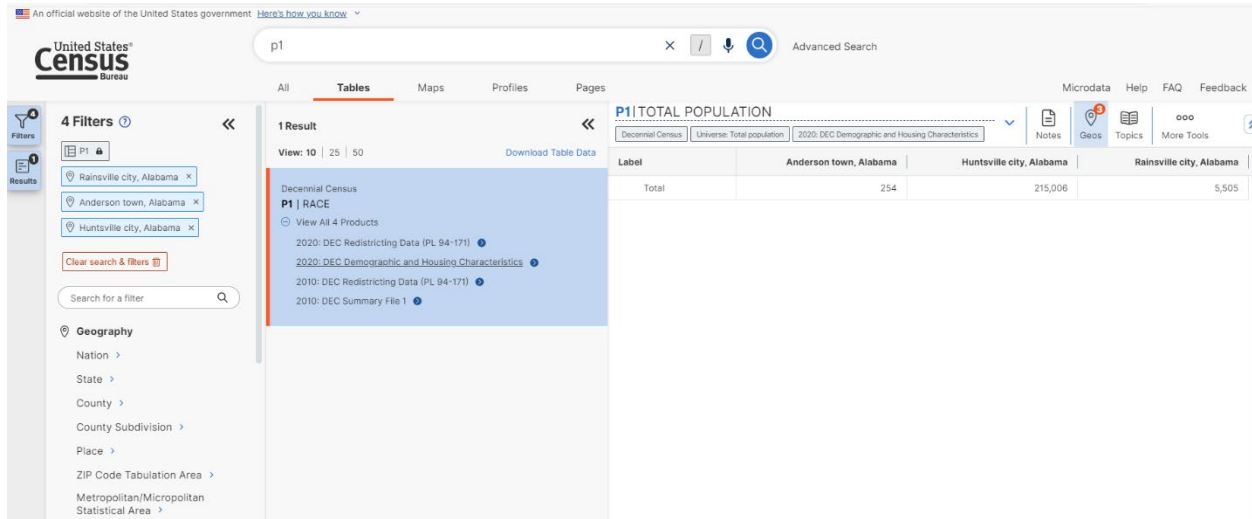 An official website of the United States government Here's how you know
United States®
Census
Bureau
p1
/
Advanced Search
All Tables Maps Profiles Pages
Microdata Help FAQ Feedback
4
Filters
1
Results
4 Filters
P1
Rainsville city, Alabama ×
Anderson town, Alabama ×
Huntsville city, Alabama ×
Clear search & filters
Search for a filter
Geography
Nation
State
County
County Subdivision
Place
ZIP Code Tabulation Area
Metropolitan/Micropolitan
Statistical Area
1 Result
View: 10 | 25 | 50 Download Table Data
Decennial Census
P1 | RACE
View All 4 Products
2020: DEC Redistricting Data (PL 94-171)
2020: DEC Demographic and Housing Characteristics
2010: DEC Redistricting Data (PL 94-171)
2010: DEC Summary File 1
P1 | TOTAL POPULATION
Decennial Census Universe: Total population 2020: DEC Demographic and Housing Characteristics
Notes
3
Geos
Topics
More Tools
Label Anderson town, Alabama Huntsville city, Alabama Rainsville city, Alabama
Total 254 215,006 5,505